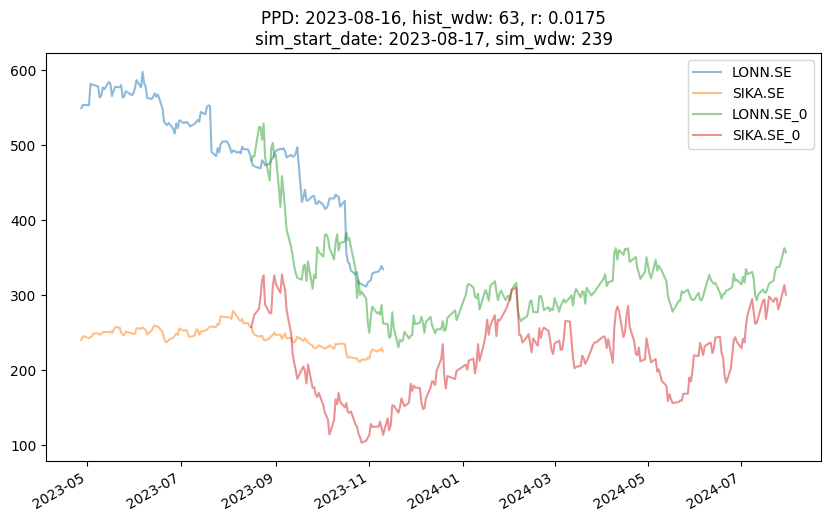 PPD: 2023-08-16, hist_wdw: 63, r: 0.0175
sim_start_date: 2023-08-17, sim_wdw: 239
LONN.SE
SIKA.SE
LONN.SE_0
SIKA.SE_0
600
500
400
300
200
100
2023-05
2023-07
2023-09
2023-11
2024-01
2024-03
2024-05
2024-07